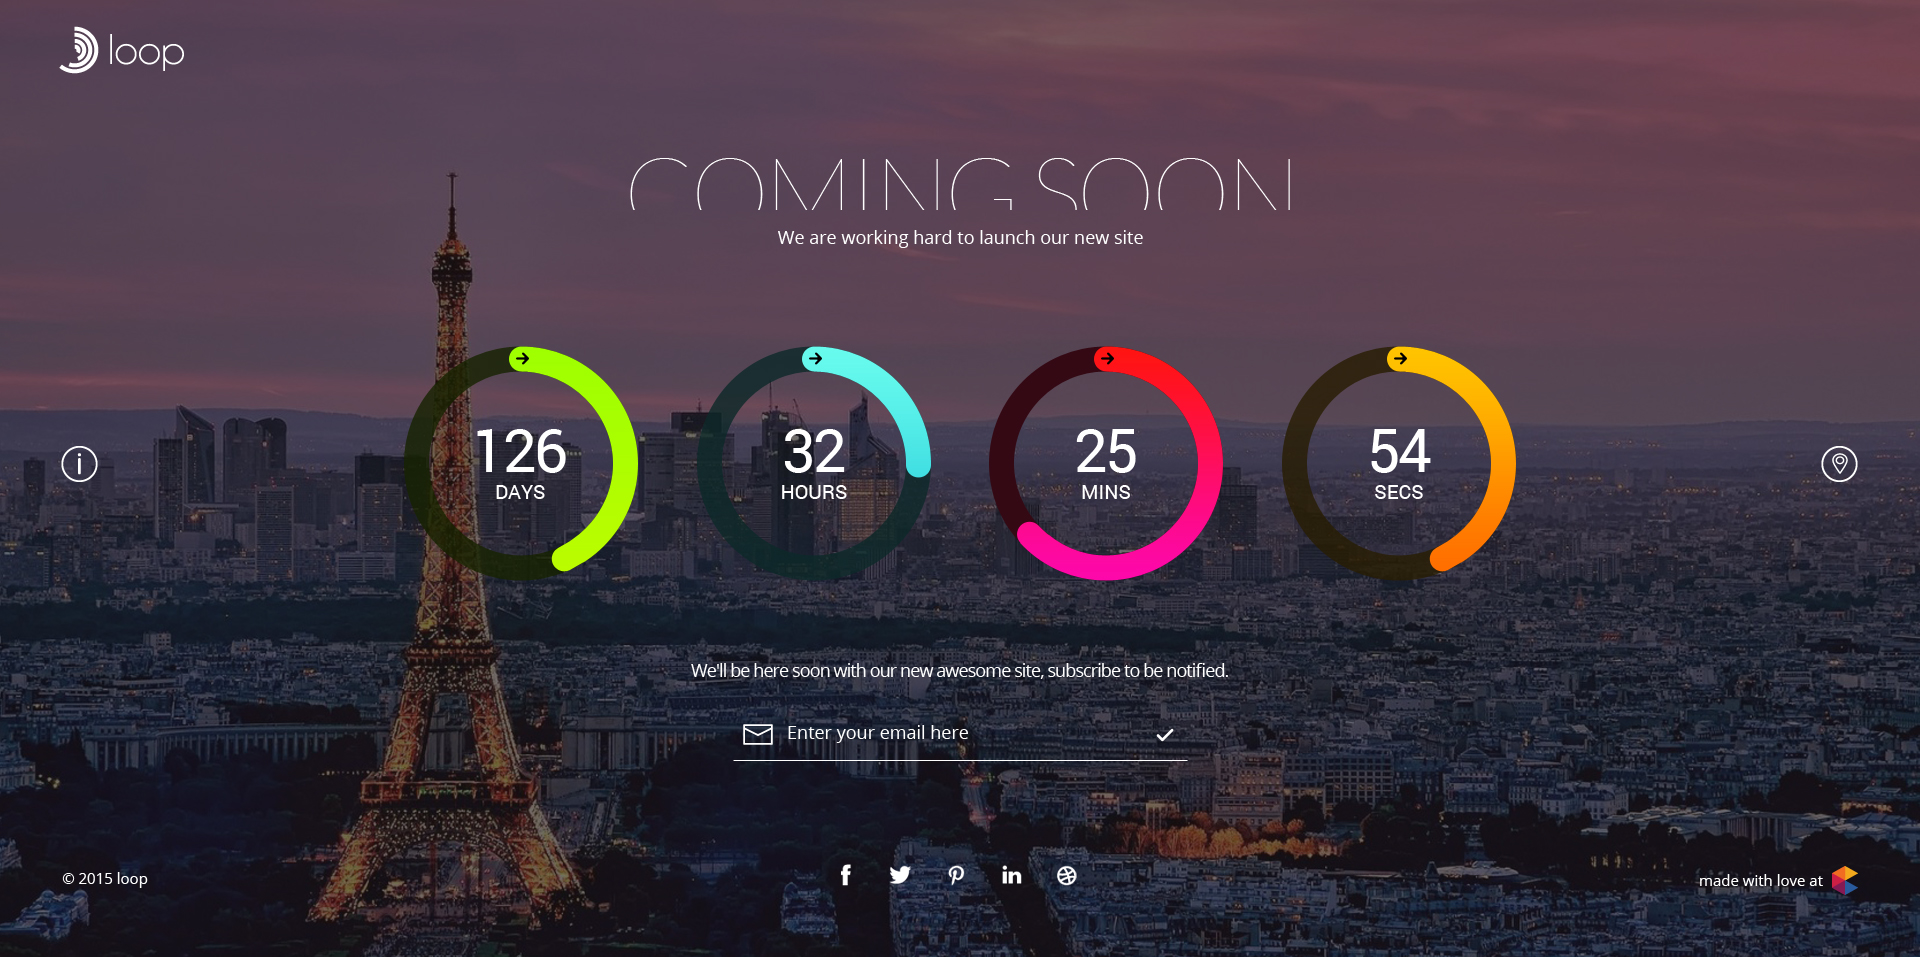 loop
COMING SOON
We are working hard to launch our new site
126
DAYS
32
HOURS
25
MINS
54
SECS
We'll be here soon with our new awesome site, subscribe to be notified.
Enter your email here
© 2015 loop
made with love at